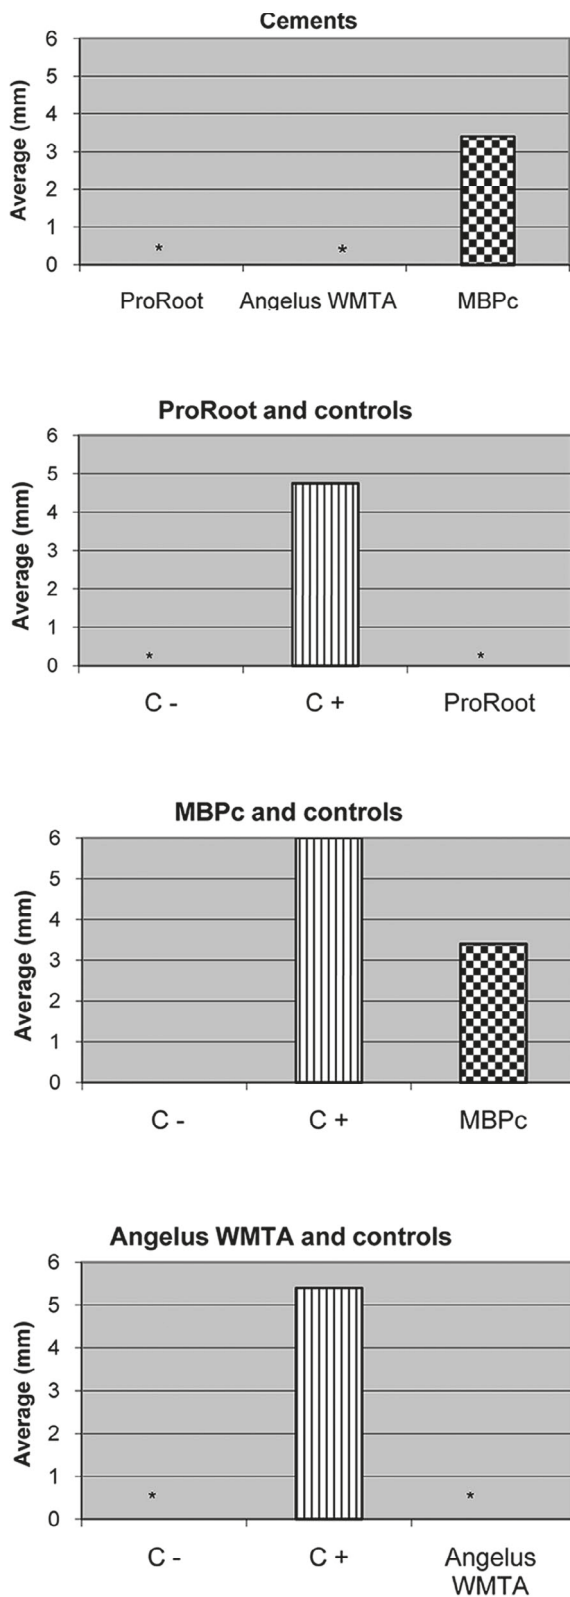 Cements
6
5
4
3
2
1
0
Average (mm)
*
*
ProRoot Angelus WMTA MBPc
ProRoot and controls
6
5
4
3
2
1
0
Average (mm)
*
*
C - C + ProRoot
MBPc and controls
6
5
4
3
2
1
0
Average (mm)
C - C + MBPc
Angelus WMTA and controls
6
5
4
3
2
1
0
Average (mm)
*
*
C - C + Angelus
WMTA